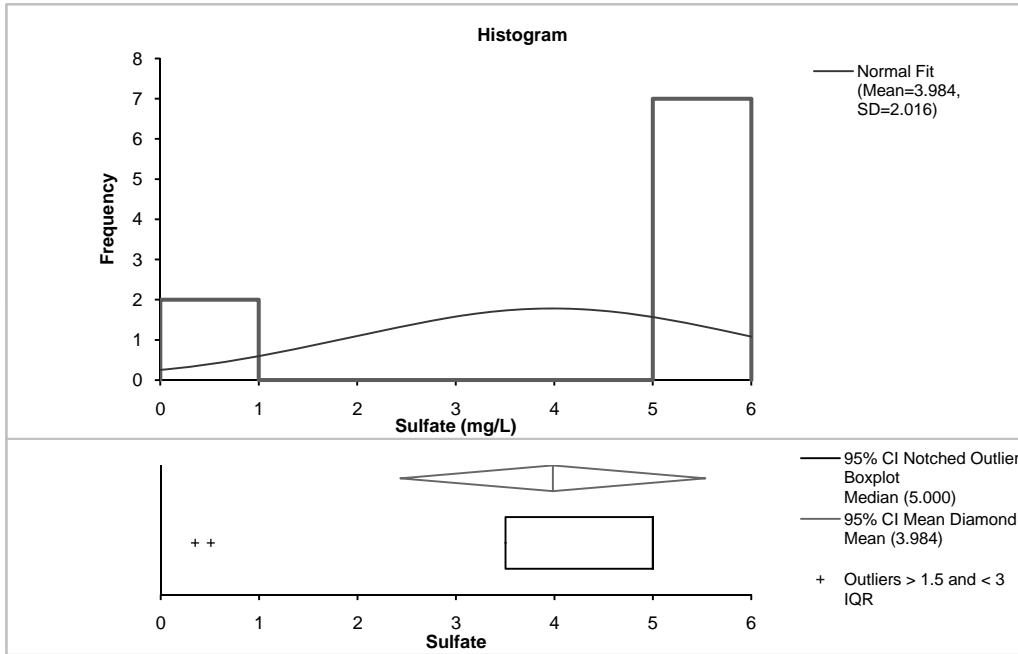 Histogram
8
7
6
5
4
3
2
1
0
Frequency
0 1 2 3 4 5 6
Sulfate (mg/L)
Normal Fit
(Mean=3.984,
SD=2.016)
0 1 2 3 4 5 6
Sulfate
95% CI Notched Outlier
Boxplot
Median (5.000)
95% CI Mean Diamond
Mean (3.984)
+ Outliers > 1.5 and < 3
IQR